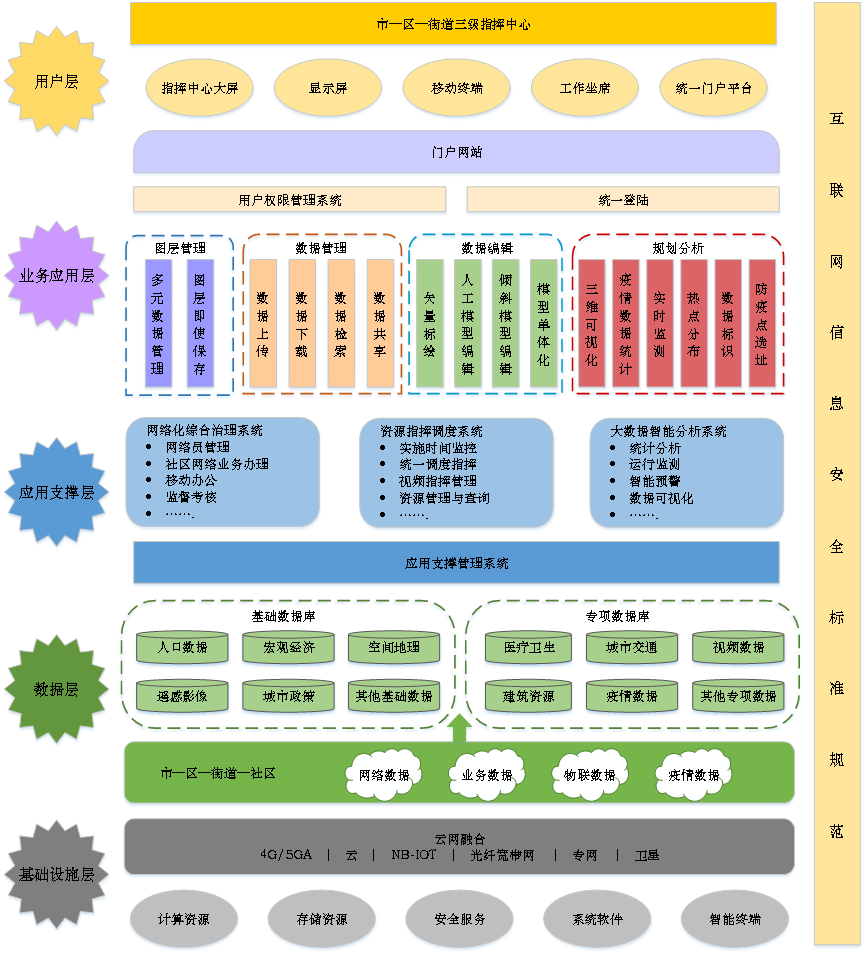 市—区—街道三级指挥中心
用户层
指挥中心大屏
显示屏
移动终端
工作坐席
统一门户平台
门户网站
用户权限管理系统
统一登陆
业务应用层
图层管理
多元数据管理
图层即使保存
数据管理
数据上传
数据下载
数据检索
数据共享
数据编辑
矢量标绘
人工模型编辑
倾斜模型编辑
模型单体化
规划分析
三维可视化
疫情数据统计
实时监测
热点分布
数据标识
防疫点选址
应用支撑层
网络化综合治理系统
• 网络员管理
• 社区网络业务办理
• 移动办公
• 监督考核
• …….
资源指挥调度系统
• 实施时间监控
• 统一调度指挥
• 视频指挥管理
• 资源管理与查询
• …….
大数据智能分析系统
• 统计分析
• 运行监测
• 智能预警
• 数据可视化
• …….
应用支撑管理系统
数据层
基础数据库
人口数据
宏观经济
空间地理
遥感影像
城市政策
其他基础数据
专项数据库
医疗卫生
城市交通
视频数据
建筑资源
疫情数据
其他专项数据
市—区—街道—社区
网络数据
业务数据
物联数据
疫情数据
基础设施层
云网融合
4G/5GA | 云 | NB-IOT | 光纤宽带网 | 专网 | 卫星
计算资源
存储资源
安全服务
系统软件
智能终端
互联网信息安全标准规范